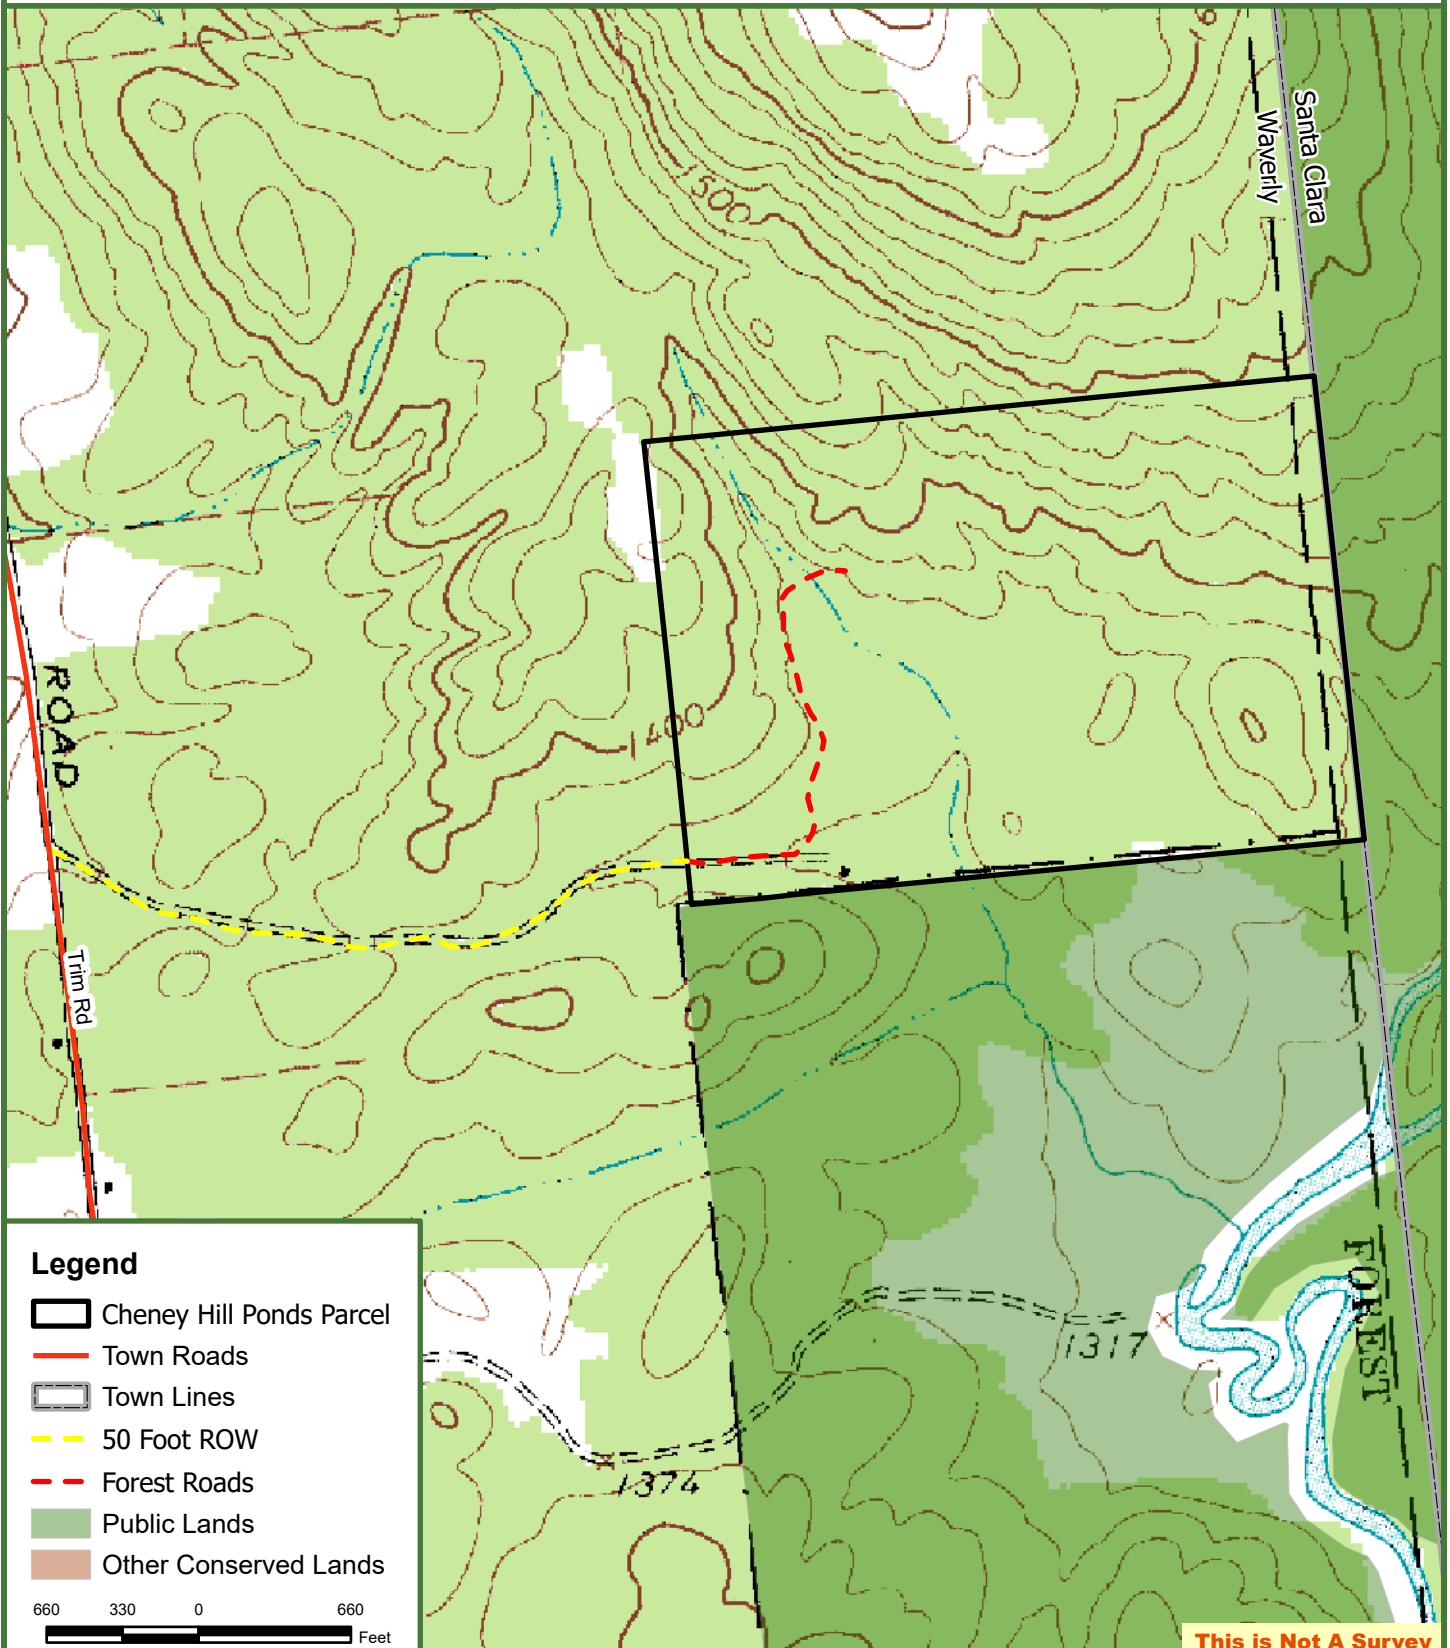 Santa Clara
Waverly
1500
1400
ROAD
Trim Rd
FOREST
1317
1374
Legend
Cheney Hill Ponds Parcel
Town Roads
Town Lines
50 Foot ROW
Forest Roads
Public Lands
Other Conserved Lands
660 330 0 660
Feet
This is Not A Survey